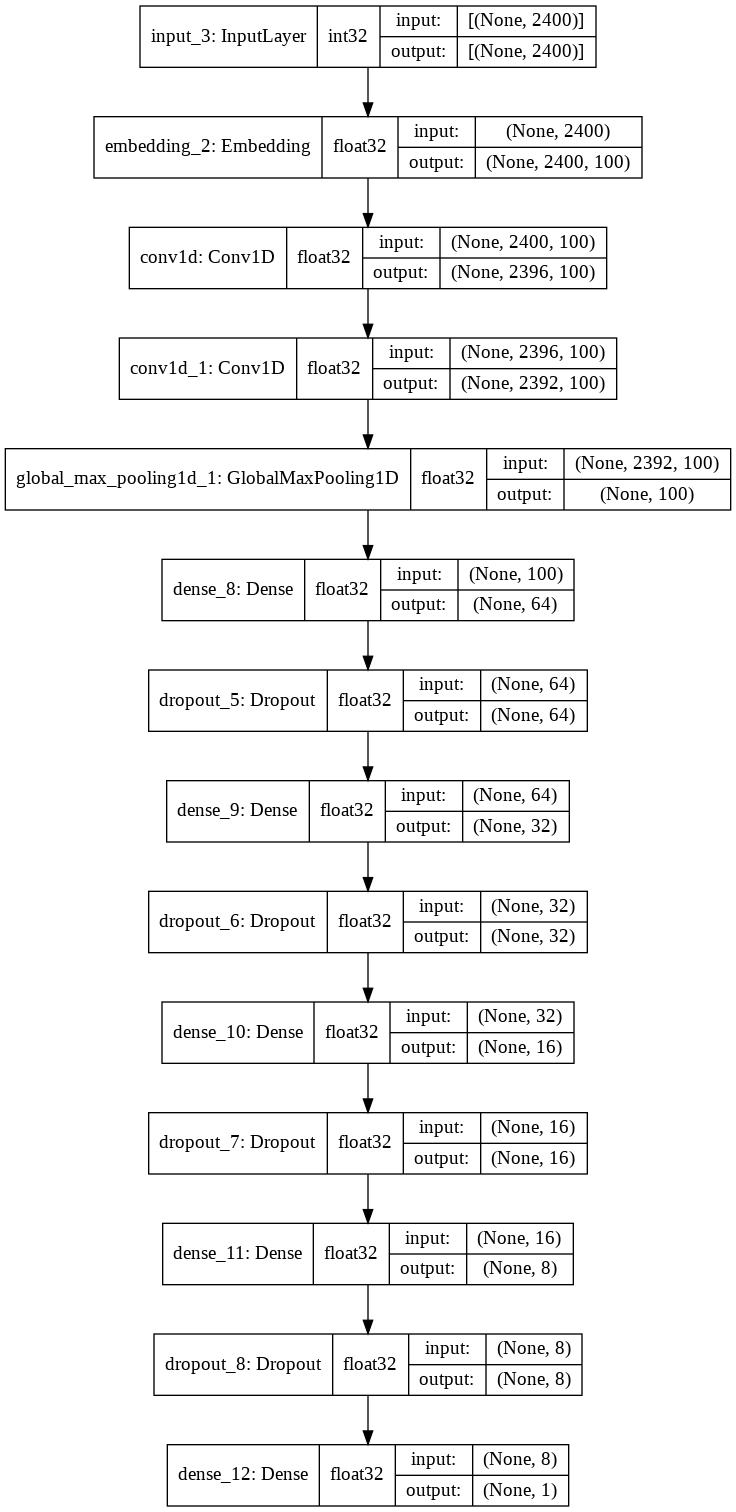 input_3: InputLayer int32 input: [(None, 2400)]
output: [(None, 2400)]
embedding_2: Embedding float32 input: (None, 2400)
output: (None, 2400, 100)
conv1d: Conv1D float32 input: (None, 2400, 100)
output: (None, 2396, 100)
conv1d_1: Conv1D float32 input: (None, 2396, 100)
output: (None, 2392, 100)
global_max_pooling1d_1: GlobalMaxPooling1D float32 input: (None, 2392, 100)
output: (None, 100)
dense_8: Dense float32 input: (None, 100)
output: (None, 64)
dropout_5: Dropout float32 input: (None, 64)
output: (None, 64)
dense_9: Dense float32 input: (None, 64)
output: (None, 32)
dropout_6: Dropout float32 input: (None, 32)
output: (None, 32)
dense_10: Dense float32 input: (None, 32)
output: (None, 16)
dropout_7: Dropout float32 input: (None, 16)
output: (None, 16)
dense_11: Dense float32 input: (None, 16)
output: (None, 8)
dropout_8: Dropout float32 input: (None, 8)
output: (None, 8)
dense_12: Dense float32 input: (None, 8)
output: (None, 1)